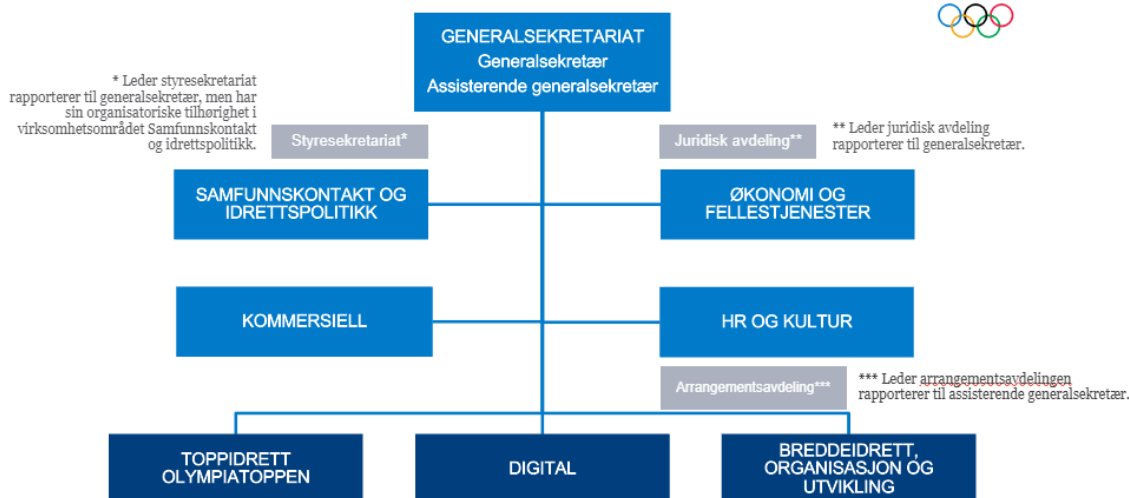 GENERALSEKRETARIAT
Generalsekretær
Assisterende generalsekretær
* Leder styresekretariat
rapporterer til generalsekretær, men har
sin organisatoriske tilhørighet i
virksomhetsområdet Samfunnskontakt
og idrettspolitikk.
Styresekretariat*
Juridisk avdeling**
** Leder juridisk avdeling
rapporterer til generalsekretær.
SAMFUNNSKONTAKT OG
IDRETTSPOLITIKK
ØKONOMI OG
FELLESTJENESTER
KOMMERSIELL
HR OG KULTUR
Arrangementsavdeling***
*** Leder arrangementsavdelingen
rapporterer til assisterende generalsekretær.
TOPPIDRETT
OLYMPIATOPPEN
DIGITAL
BREDDEIDRETT,
ORGANISASJON OG
UTVIKLING